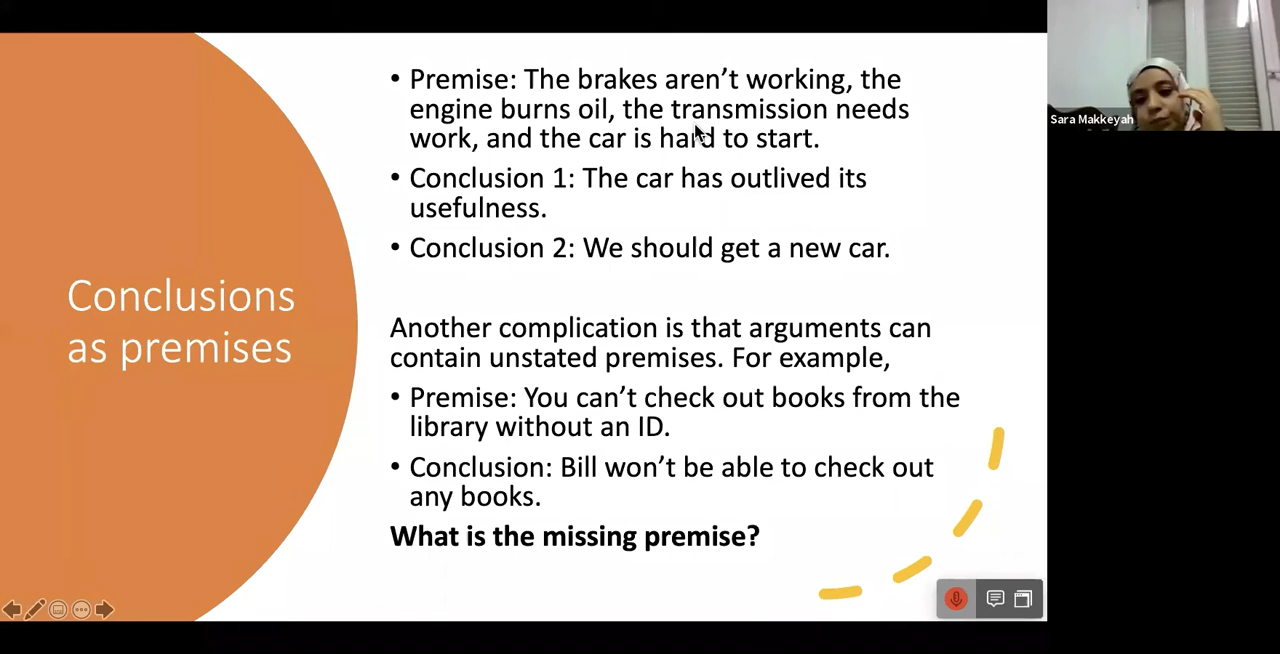 Conclusions
as premises
• Premise: The brakes aren’t working, the
engine burns oil, the transmission needs
work, and the car is hard to start.
• Conclusion 1: The car has outlived its
usefulness.
• Conclusion 2: We should get a new car.
Another complication is that arguments can
contain unstated premises. For example,
• Premise: You can’t check out books from the
library without an ID.
• Conclusion: Bill won’t be able to check out
any books.
What is the missing premise?
Sara Makkeyah